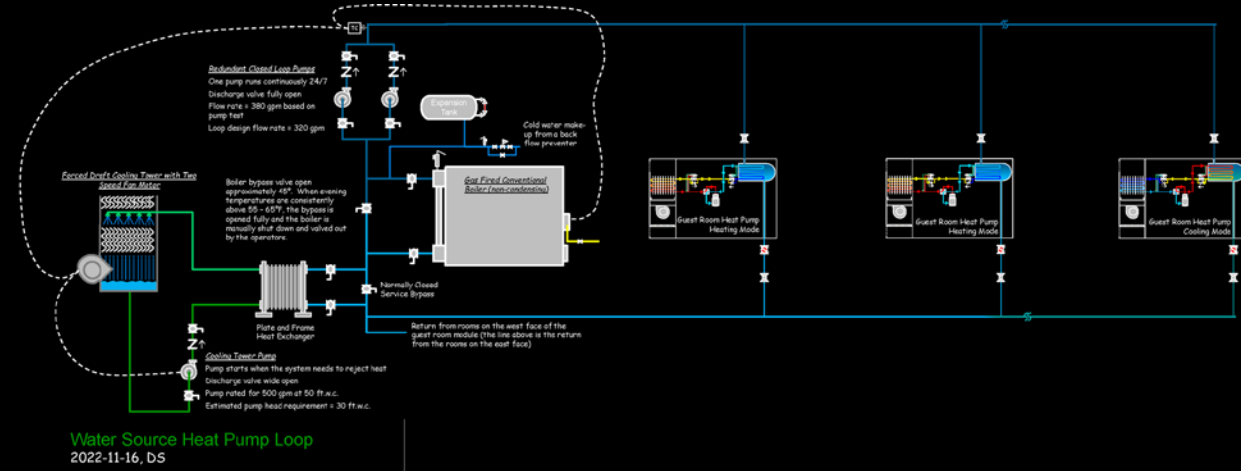 TC
Redundant Closed Loop Pumps
One pump runs continuously 24/7
Discharge valve fully open
Flow rate = 380 gpm based on
pump test
Loop design flow rate = 320 gpm
Expansion
Tank
Cold water make-
up from a back
flow preventer
Forced Draft Cooling Tower with Two
Speed Fan Motor
Boiler bypass valve open
approximately 45°. When evening
temperatures are consistently
above 55 - 65°F, the bypass is
opened fully and the boiler is
manually shut down and valved out
by the operators.
Gas Fired Conventional
Boiler (non-condensing)
Guest Room Heat Pump
Heating Mode
Guest Room Heat Pump
Heating Mode
Guest Room Heat Pump
Cooling Mode
Normally Closed
Service Bypass
Plate and Frame
Heat Exchanger
Return from rooms on the west face of the
guest room module (the line above is the return
from the rooms on the east face)
Cooling Tower Pump
Pump starts when the system needs to reject heat
Discharge valve wide open
Pump rated for 500 gpm at 50 ft.w.c.
Estimated pump head requirement = 30 ft.w.c.
Water Source Heat Pump Loop
2022-11-16, DS